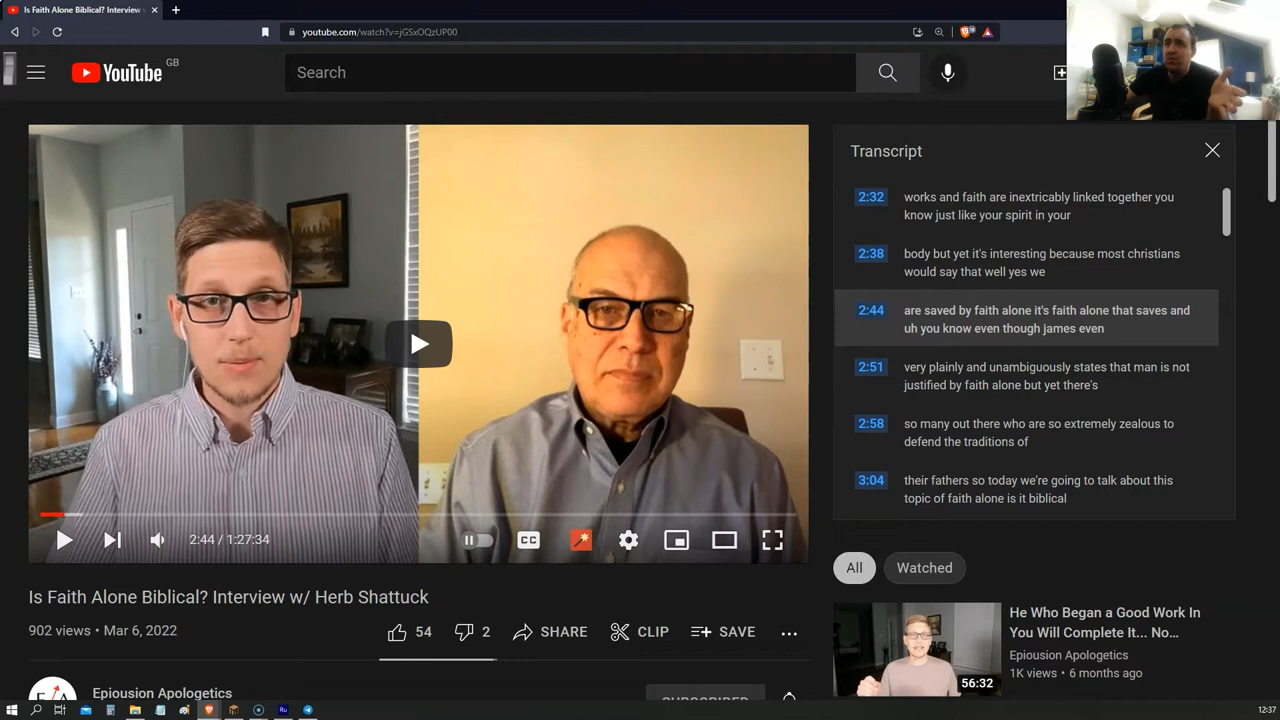 Is Faith Alone Biblical? Interview w
youtube.com/watch?v=jGSxOQzUP00
YouTube
GB
Search
Transcript
2:32
works and faith are inextricably linked together you
know just like your spirit in your
2:38
body but yet it's interesting because most christians
would say that well yes we
2:44
are saved by faith alone it's faith alone that saves and
uh you know even though james even
2:51
very plainly and unambiguously states that man is not
justified by faith alone but yet there's
2:58
so many out there who are so extremely zealous to
defend the traditions of
3:04
their fathers so today we're going to talk about this
topic of faith alone is it biblical
CC
2:44 / 1:27:34
All
Watched
Is Faith Alone Biblical? Interview w/ Herb Shattuck
902 views • Mar 6, 2022
54
2
SHARE
CLIP
SAVE
He Who Began a Good Work In
You Will Complete It... No...
Epiousion Apologetics
1K views • 6 months ago
56:32
Epiousion Apologetics
SUBSCRIBED
Ru
12:37